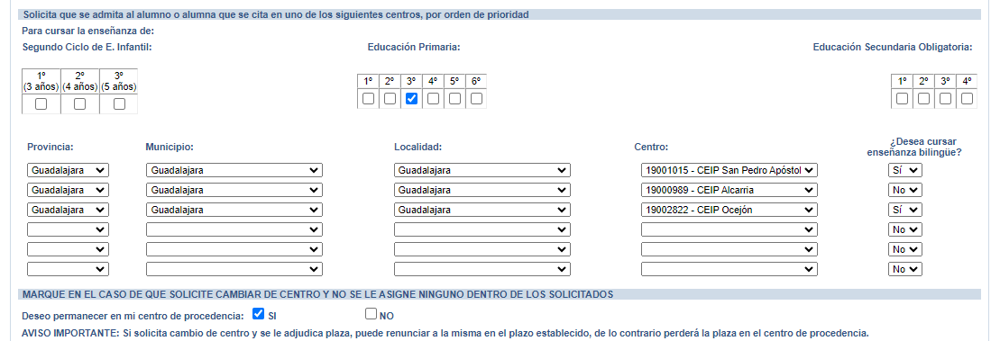 Solicita que se admita al alumno o alumna que se cita en uno de los siguientes centros, por orden de prioridad
Para cursar la enseñanza de:
Segundo Ciclo de E. Infantil: Educación Primaria: Educación Secundaria Obligatoria:
1º 2º 3º 1º 2º 3º 4º 5º 6º 1º 2º 3º 4º
(3 años) (4 años) (5 años)
Provincia: Municipio: Localidad: Centro: ¿Desea cursar
enseñanza bilingüe?
Guadalajara Guadalajara Guadalajara 19001015 - CEIP San Pedro Apóstol Sí
Guadalajara Guadalajara Guadalajara 19000989 - CEIP Alcarria No
Guadalajara Guadalajara Guadalajara 19002822 - CEIP Ocejón Sí
No
No
No
MARQUE EN EL CASO DE QUE SOLICITE CAMBIAR DE CENTRO Y NO SE LE ASIGNE NINGUNO DENTRO DE LOS SOLICITADOS
Deseo permanecer en mi centro de procedencia: SI NO
AVISO IMPORTANTE: Si solicita cambio de centro y se le adjudica plaza, puede renunciar a la misma en el plazo establecido, de lo contrario perderá la plaza en el centro de procedencia.